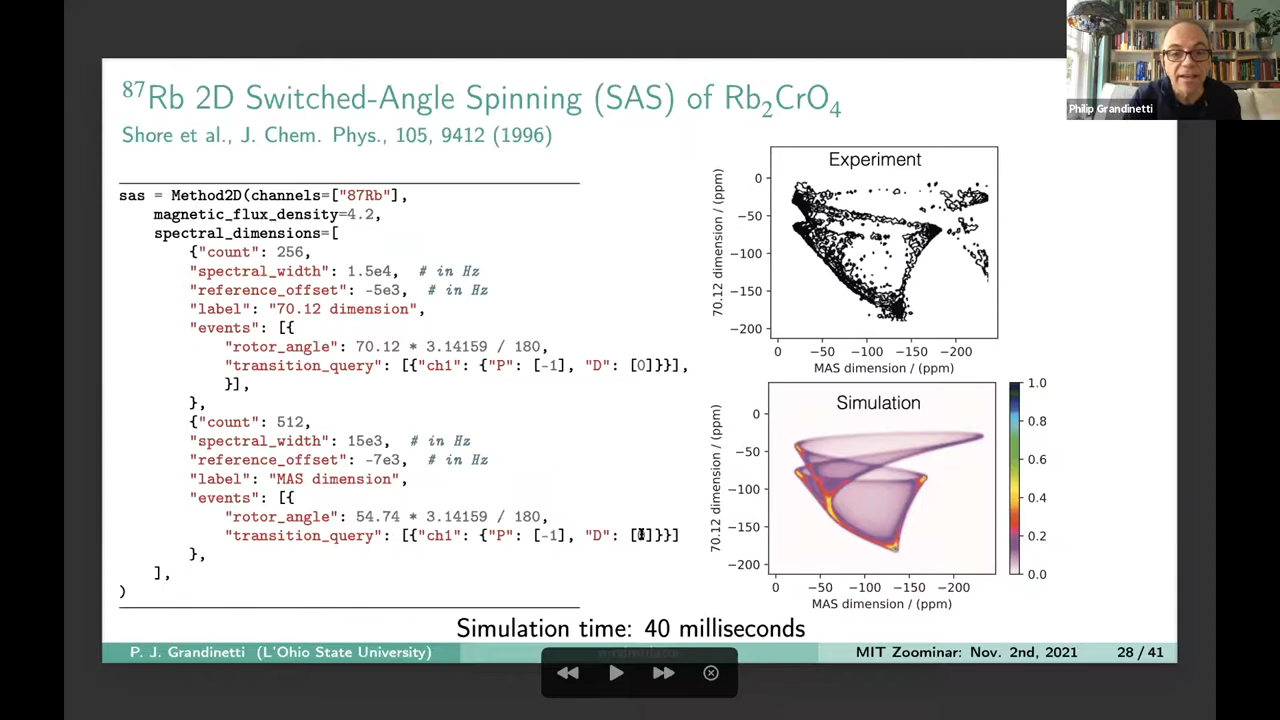 Philip Grandinetti
87Rb 2D Switched-Angle Spinning (SAS) of Rb2CrO4
Shore et al., J. Chem. Phys., 105, 9412 (1996)
sas = Method2D(channels=["87Rb"],
magnetic_flux_density=4.2,
spectral_dimensions=[
{"count": 256,
"spectral_width": 1.5e4, # in Hz
"reference_offset": -5e3, # in Hz
"label": "70.12 dimension",
"events": [{
"rotor_angle": 70.12 * 3.14159 / 180,
"transition_query": [{"ch1": {"P": [-1], "D": [0]}}],
}],
},
{"count": 512,
"spectral_width": 15e3, # in Hz
"reference_offset": -7e3, # in Hz
"label": "MAS dimension",
"events": [{
"rotor_angle": 54.74 * 3.14159 / 180,
"transition_query": [{"ch1": {"P": [-1], "D": [0]}}]
},
],
)
Experiment
70.12 dimension / (ppm)
0
−50
−100
−150
−200
0 −50 −100 −150 −200
MAS dimension / (ppm)
Simulation
70.12 dimension / (ppm)
0
−50
−100
−150
−200
0 −50 −100 −150 −200
MAS dimension / (ppm)
1.0
0.8
0.6
0.4
0.2
0.0
Simulation time: 40 milliseconds
P. J. Grandinetti (L'Ohio State University) MIT Zoominar: Nov. 2nd, 2021 28 / 41